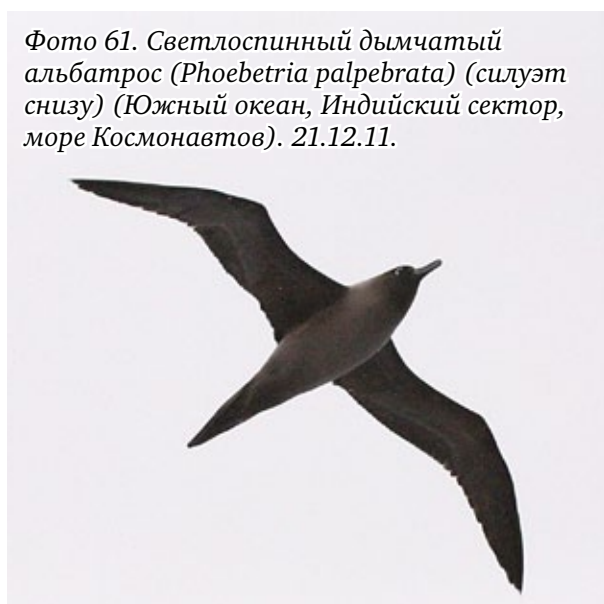 Фото 61. Светлоспинный дымчатый
альбатрос (Phoebetria palpebrata) (силуэт
снизу) (Южный океан, Индийский сектор,
море Космонавтов). 21.12.11.